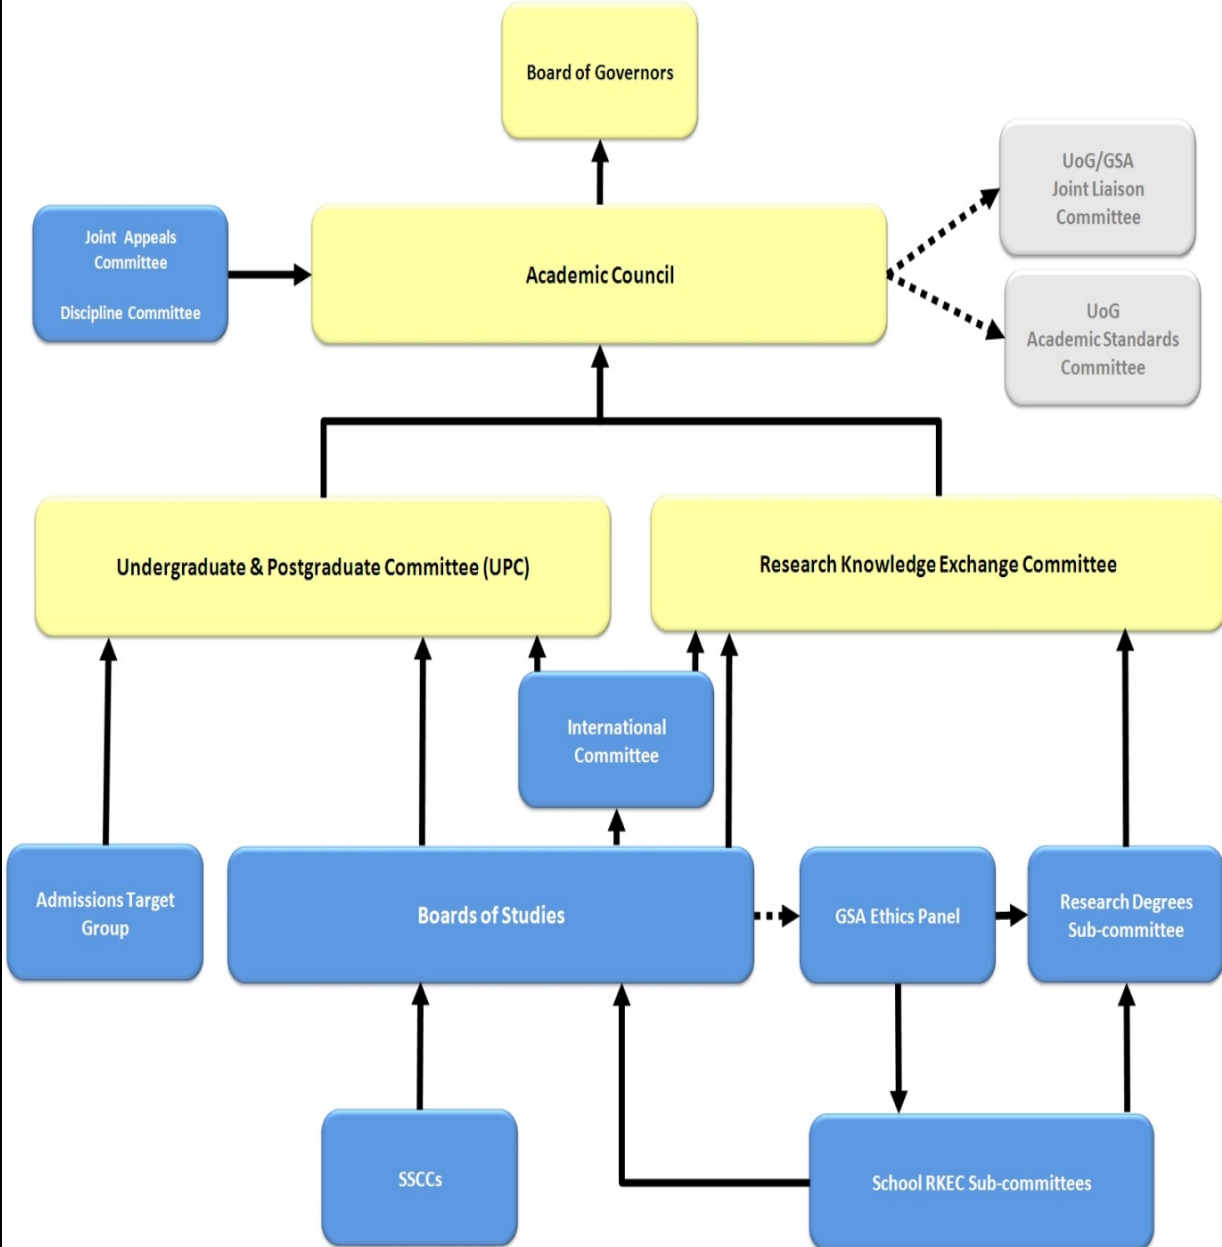 Board of Governors
UoG/GSA
Joint Liaison
Committee
Joint Appeals
Committee
Discipline Committee
Academic Council
UoG
Academic Standards
Committee
Undergraduate & Postgraduate Committee (UPC)
Research Knowledge Exchange Committee
International
Committee
Admissions Target
Group
Boards of Studies
GSA Ethics Panel
Research Degrees
Sub-committee
SSCCs
School RKEC Sub-committees